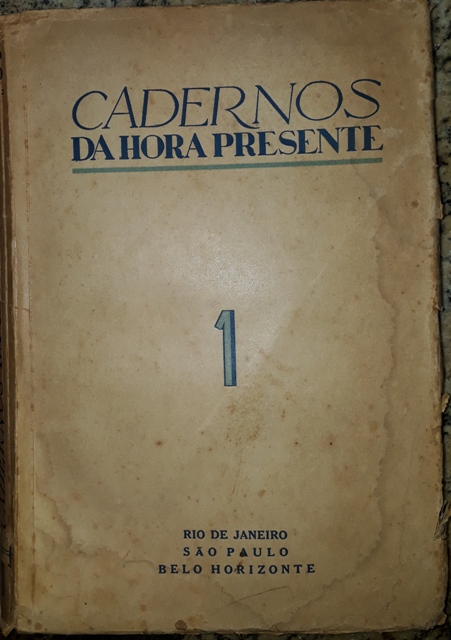 CADERNOS
DA HORA PRESENTE
1
RIO DE JANEIRO
SÃO PAULO
BELO HORIZONTE